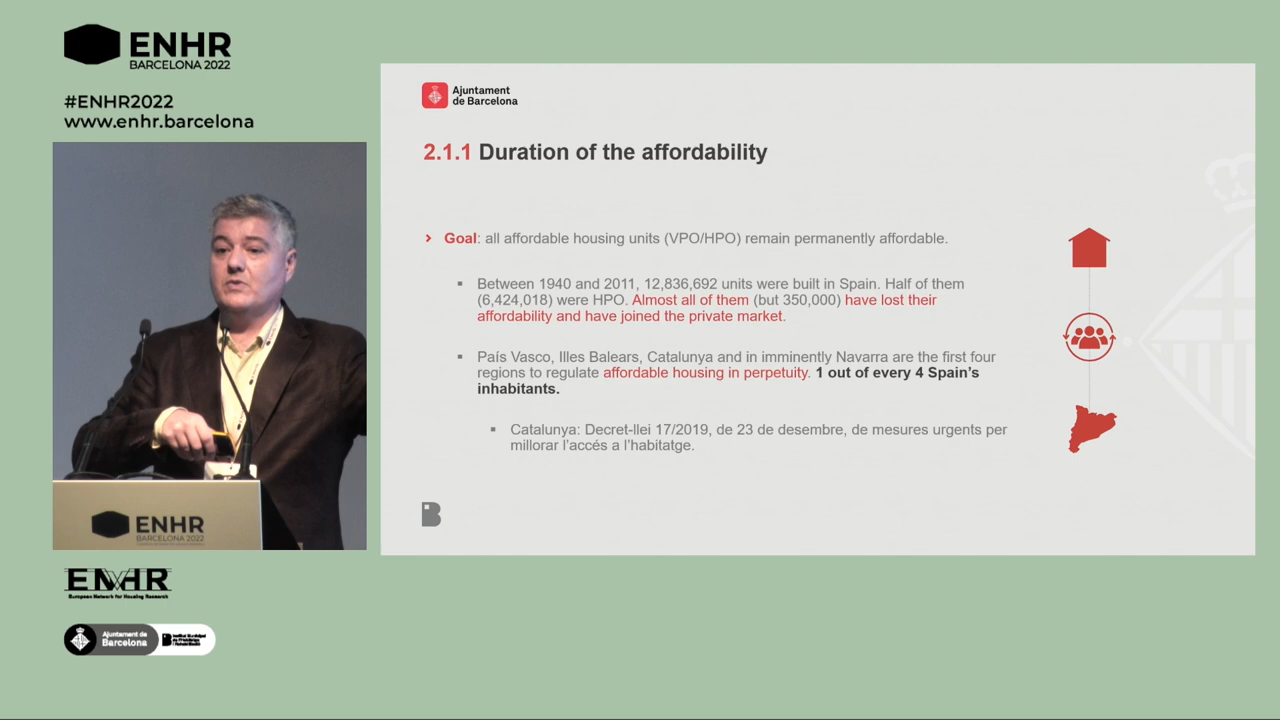 ENHR
BARCELONA 2022
#ENHR2022
www.enhr.barcelona
Ajuntament
de Barcelona
2.1.1 Duration of the affordability
Goal: all affordable housing units (VPO/HPO) remain permanently affordable.
Between 1940 and 2011, 12,836,692 units were built in Spain. Half of them
(6,424,018) were HPO. Almost all of them (but 350,000) have lost their
affordability and have joined the private market.
País Vasco, Illes Balears, Catalunya and in imminently Navarra are the first four
regions to regulate affordable housing in perpetuity. 1 out of every 4 Spain's
inhabitants.
Catalunya: Decret-llei 17/2019, de 23 de desembre, de mesures urgents per
millorar l'accés a l'habitatge.
B
ENHR
BARCELONA 2022
ENHR
European Network for Housing Research
Ajuntament de
Barcelona